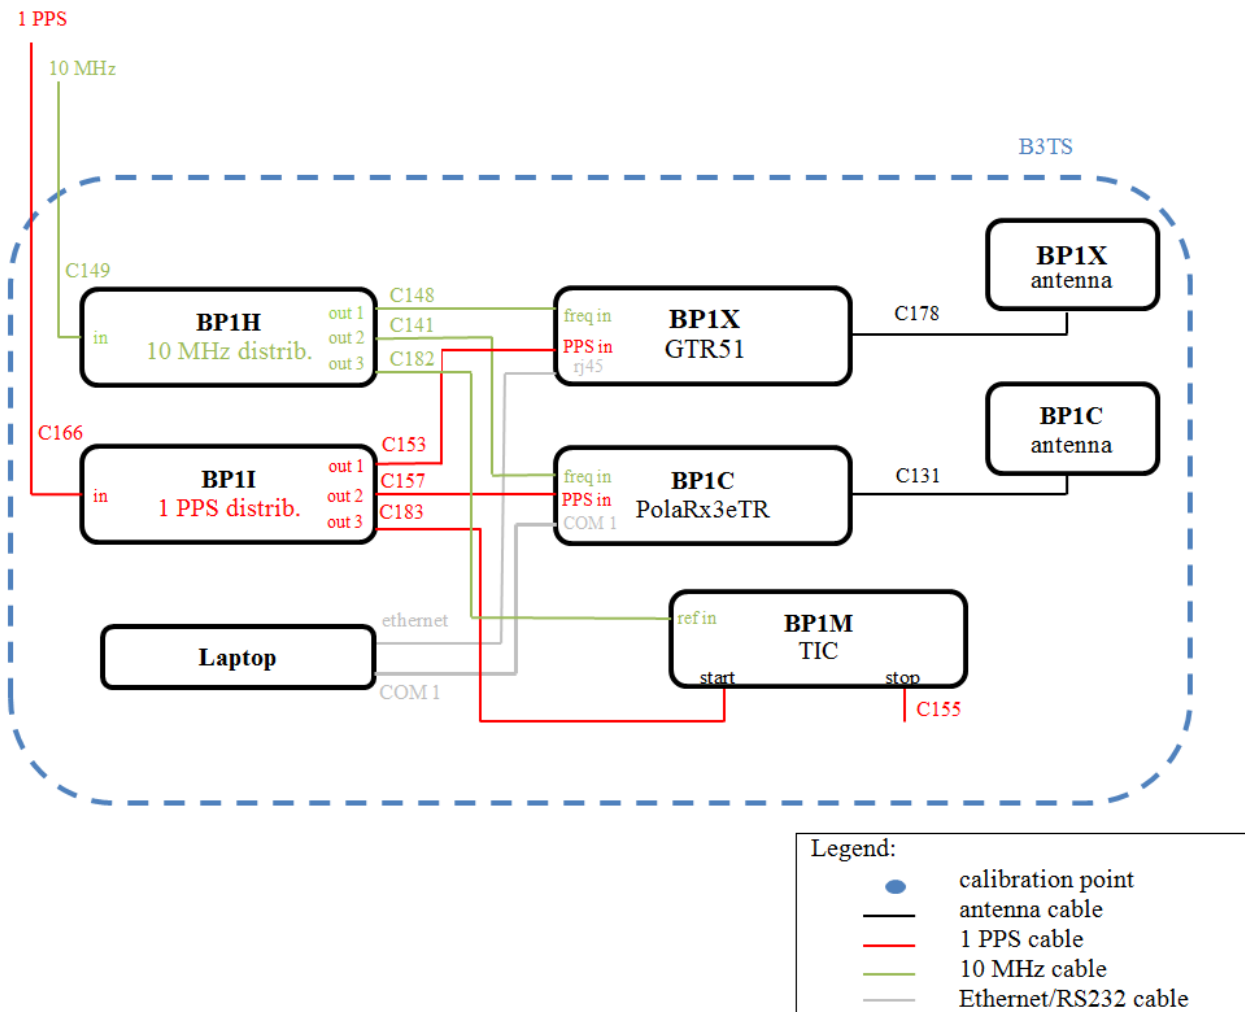 1 PPS
10 MHz
B3TS
C149
BP1H
10 MHz distrib.
in
out 1
out 2
out 3
C148
C141
C182
BP1X
GTR51
freq in
PPS in
rj45
C178
BP1X
antenna
C166
BP1I
1 PPS distrib.
in
out 1
out 2
out 3
C153
C157
C183
BP1C
PolaRx3eTR
freq in
PPS in
COM 1
C131
BP1C
antenna
Laptop
ethernet
COM 1
ref in
BP1M
TIC
start
stop
C155
Legend:
calibration point
antenna cable
1 PPS cable
10 MHz cable
Ethernet/RS232 cable